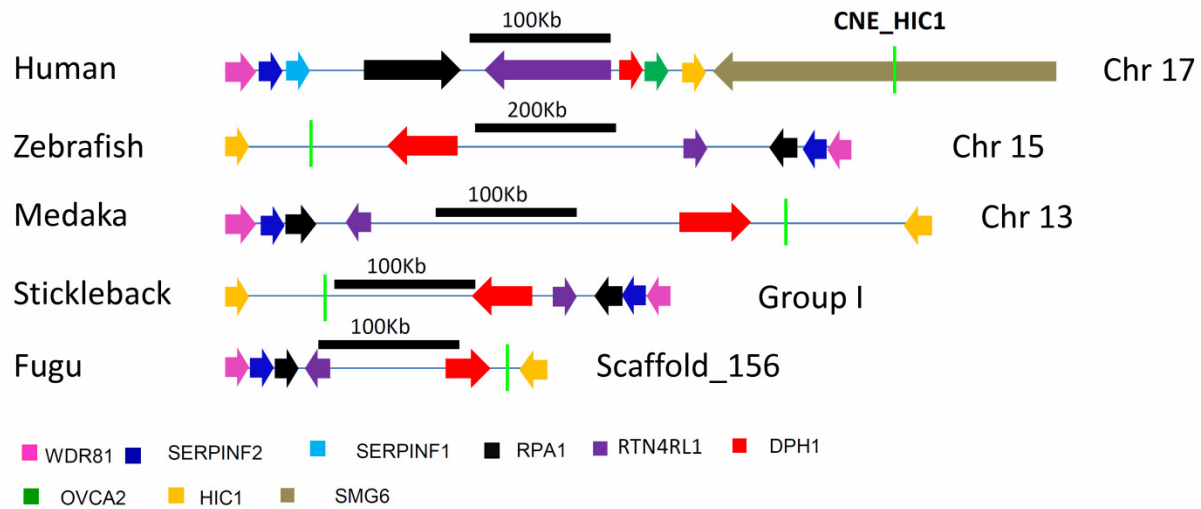 100Kb
CNE_HIC1
Human
Chr 17
200Kb
Zebrafish
Chr 15
100Kb
Medaka
Chr 13
100Kb
Stickleback
Group I
100Kb
Fugu
Scaffold_156
WDR81 SERPINF2 SERPINF1 RPA1 RTN4RL1 DPH1
OVCA2 HIC1 SMG6